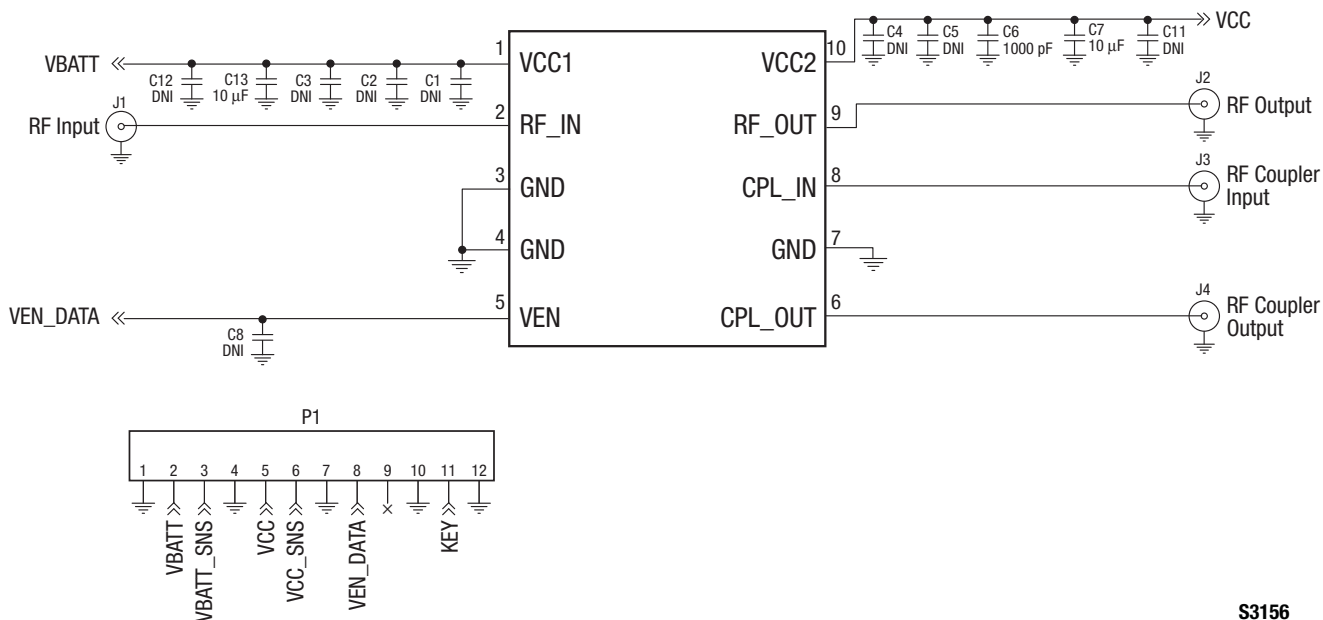 VBATT
C12
DNI
C13
10 µF
C3
DNI
C2
DNI
C1
DNI
J1
RF Input
VEN_DATA
C8
DNI
1
VCC1
2
RF_IN
3
GND
4
GND
5
VEN
10
VCC2
9
RF_OUT
8
CPL_IN
7
GND
6
CPL_OUT
C4
DNI
C5
DNI
C6
1000 pF
C7
10 µF
C11
DNI
VCC
J2
RF Output
J3
RF Coupler
Input
J4
RF Coupler
Output
P1
1 2 3 4 5 6 7 8 9 10 11 12
VBATT
VBATT_SNS
VCC
VCC_SNS
VEN_DATA
KEY
S3156